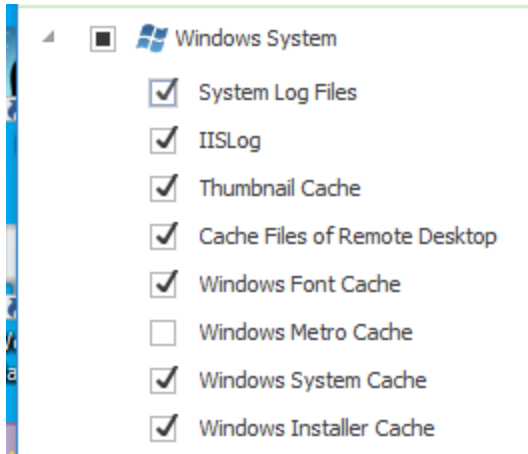 Windows System
System Log Files
IISLog
Thumbnail Cache
Cache Files of Remote Desktop
Windows Font Cache
Windows Metro Cache
Windows System Cache
Windows Installer Cache